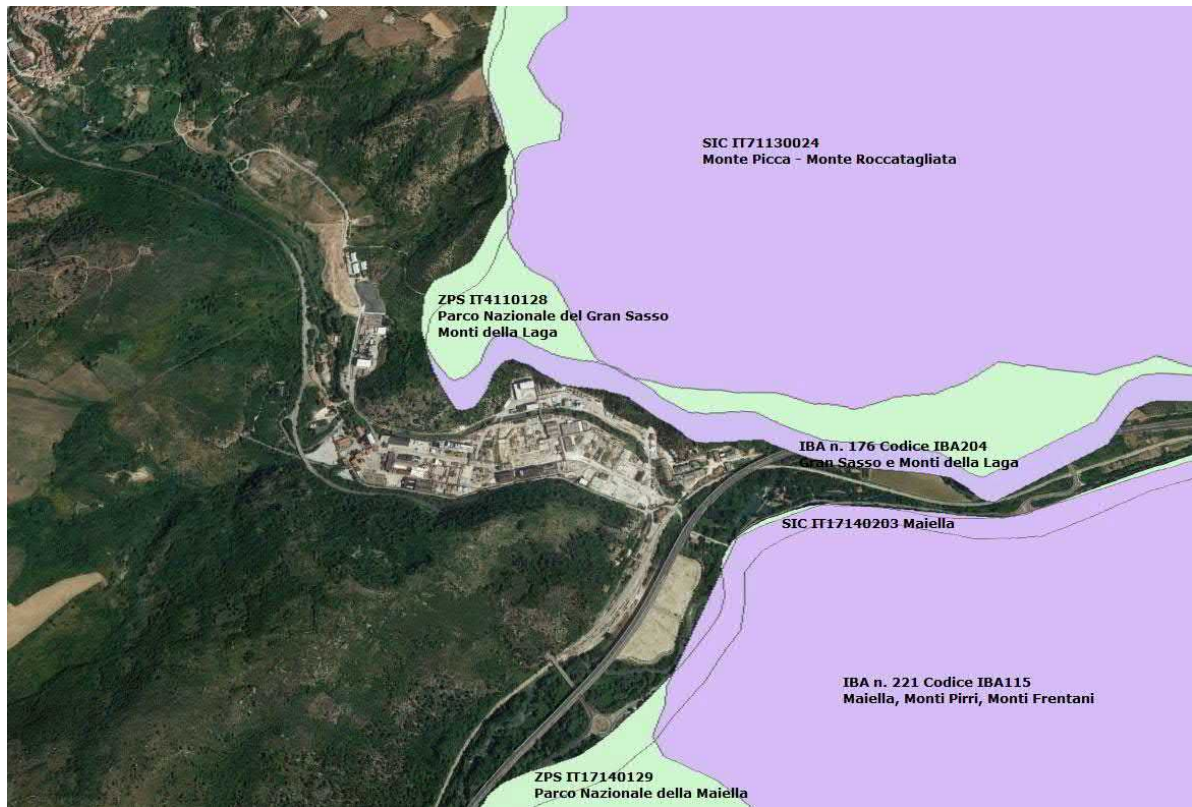 SIC IT71130024
Monte Picca - Monte Roccatagliata
ZPS IT4110128
Parco Nazionale del Gran Sasso
Monti della Laga
IBA n. 176 Codice IBA204
Gran Sasso e Monti della Laga
SIC IT17140203 Maiella
IBA n. 221 Codice IBA115
Maiella, Monti Pirri, Monti Frentani
ZPS IT17140129
Parco Nazionale della Maiella